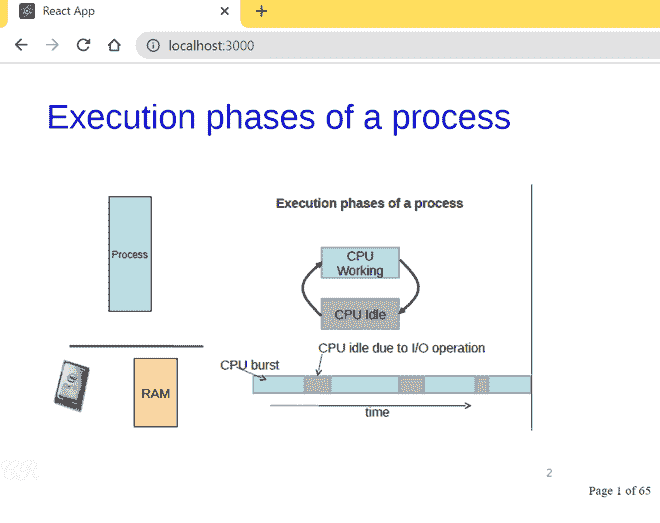 React App
localhost:3000
Execution phases of a process
Execution phases of a process
Process
CPU
Working
CPU Idle
CPU idle due to I/O operation
CPU burst
RAM
time
2
Page 1 of 65